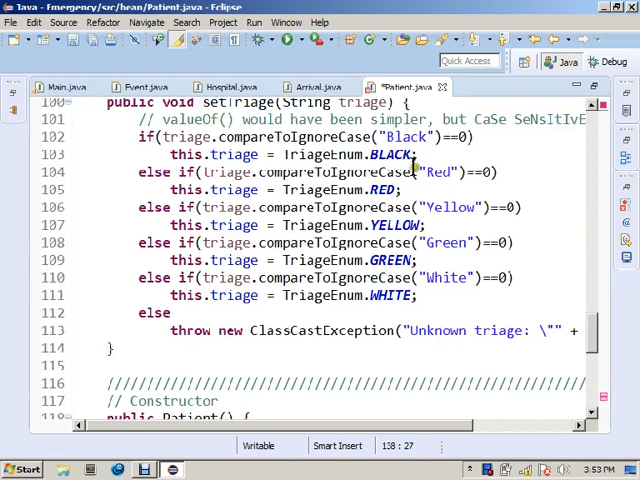 Java - Emergency/src/bean/Patient.java - Eclipse
File Edit Source Refactor Navigate Search Project Run Window Help
Quick Access Java Debug
Main.java Event.java Hospital.java Arrival.java *Patient.java
100 public void setTriage(String triage) {
101 // valueOf() would have been simpler, but CaSe SeNsItIvE
102 if(triage.compareToIgnoreCase("Black")==0)
103 this.triage = TriageEnum.BLACK;
104 else if(triage.compareToIgnoreCase("Red")==0)
105 this.triage = TriageEnum.RED;
106 else if(triage.compareToIgnoreCase("Yellow")==0)
107 this.triage = TriageEnum.YELLOW;
108 else if(triage.compareToIgnoreCase("Green")==0)
109 this.triage = TriageEnum.GREEN;
110 else if(triage.compareToIgnoreCase("White")==0)
111 this.triage = TriageEnum.WHITE;
112 else
113 throw new ClassCastException("Unknown triage: \"" +
114 }
115
116 ////////////////////////////////////////////////////////////
117 // Constructor
118 public Patient() {
Writable Smart Insert 138 : 27
Start 3:53 PM